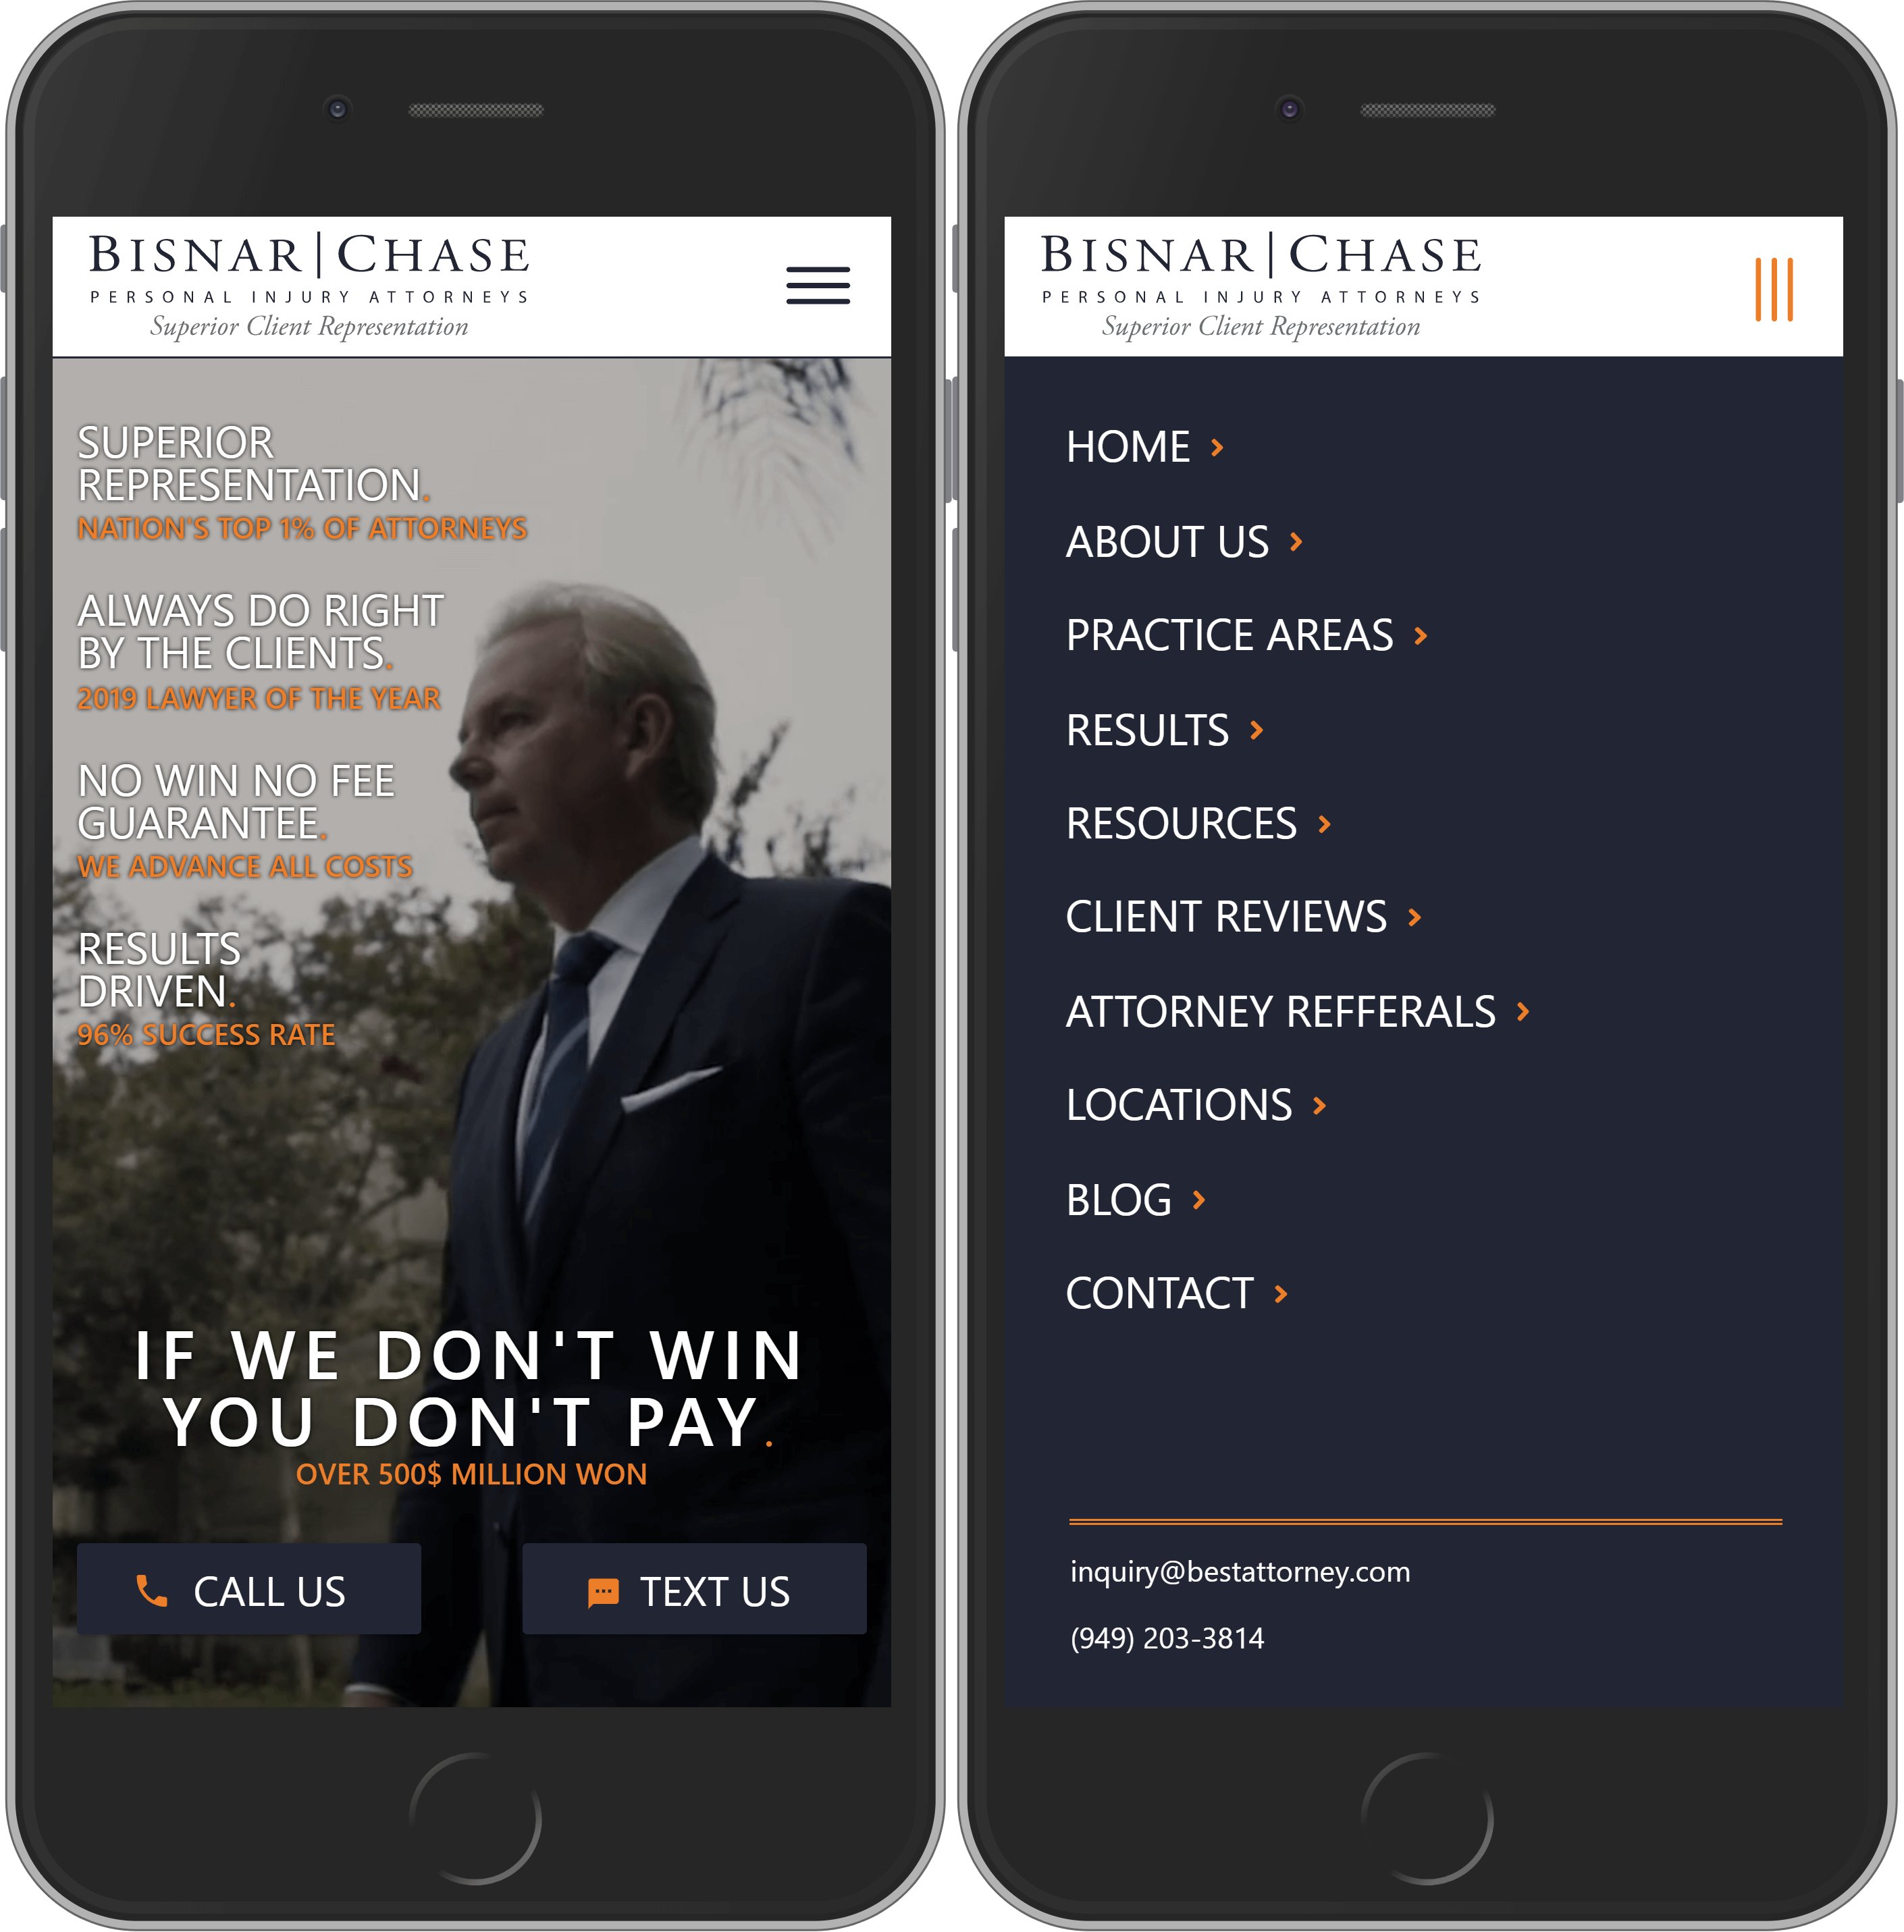 BISNAR|CHASE
PERSONAL INJURY ATTORNEYS
Superior Client Representation
SUPERIOR
REPRESENTATION.
NATION'S TOP 1% OF ATTORNEYS
ALWAYS DO RIGHT
BY THE CLIENTS.
2019 LAWYER OF THE YEAR
NO WIN NO FEE
GUARANTEE.
WE ADVANCE ALL COSTS
RESULTS
DRIVEN.
96% SUCCESS RATE
IF WE DON'T WIN
YOU DON'T PAY.
OVER 500$ MILLION WON
CALL US
TEXT US
BISNAR|CHASE
PERSONAL INJURY ATTORNEYS
Superior Client Representation
HOME
ABOUT US
PRACTICE AREAS
RESULTS
RESOURCES
CLIENT REVIEWS
ATTORNEY REFFERALS
LOCATIONS
BLOG
CONTACT
inquiry@bestattorney.com
(949) 203-3814